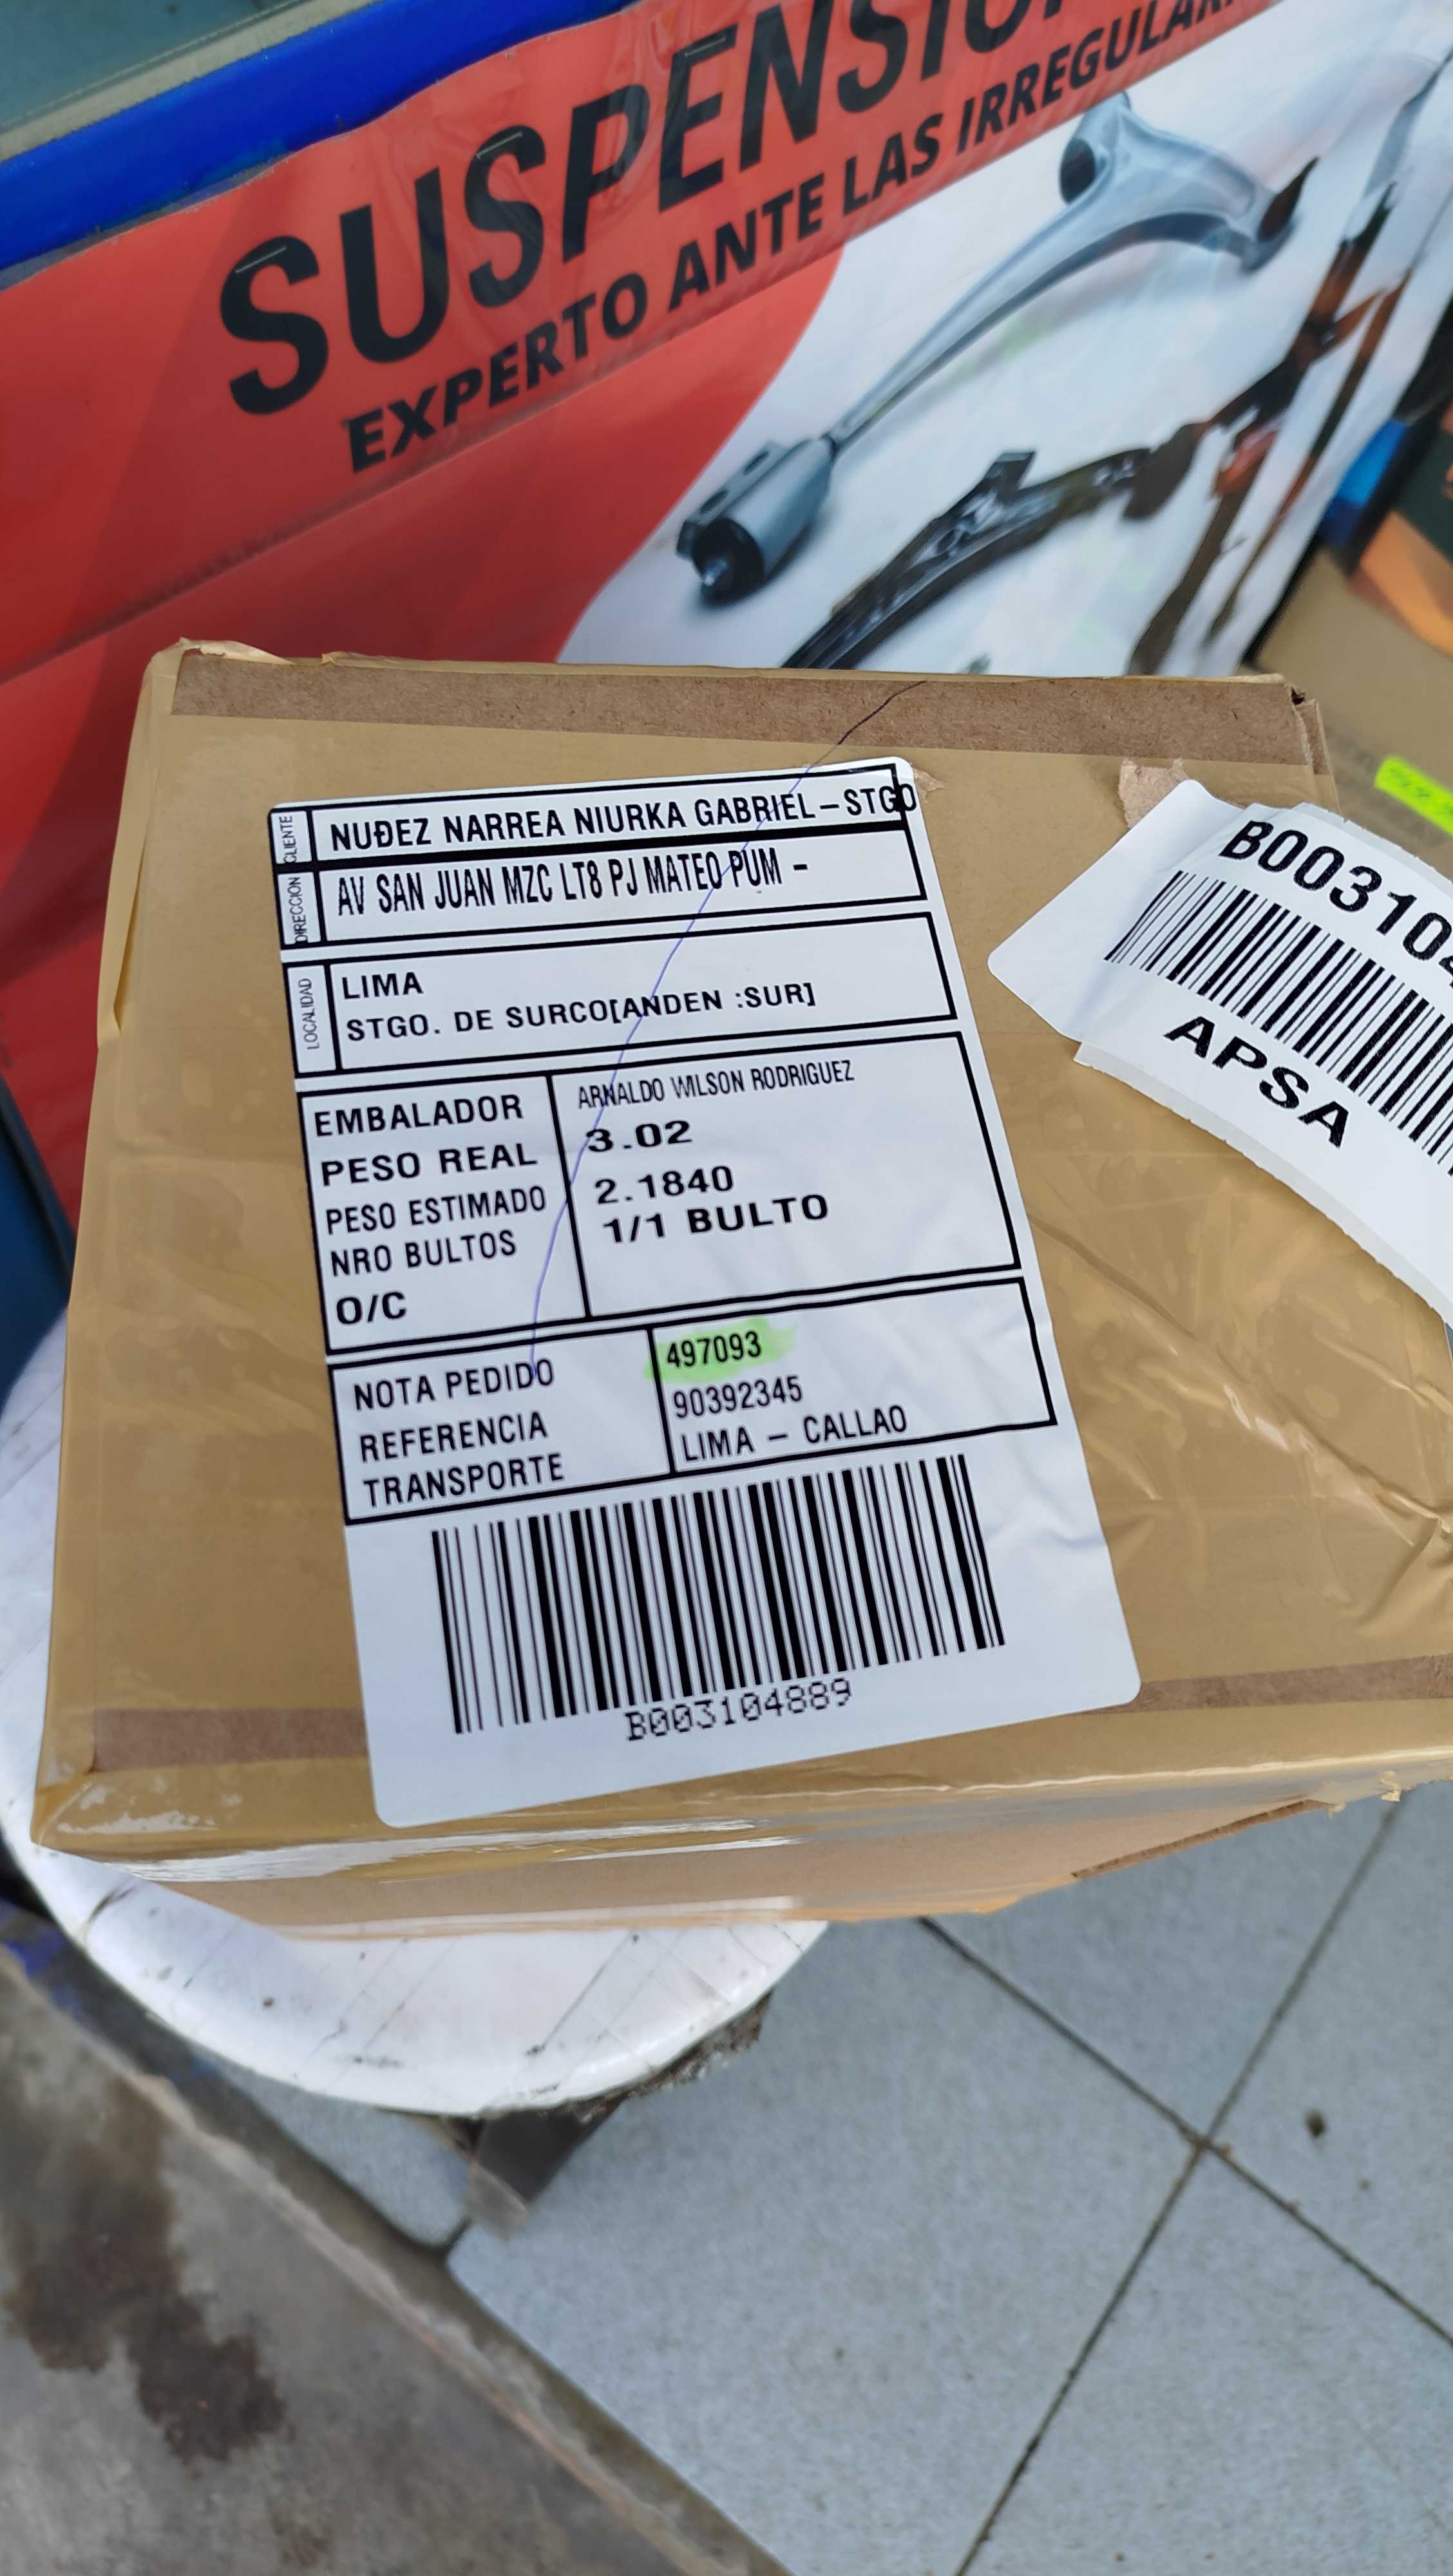 SUSPENSIÓ
EXPERTO ANTE LAS IRREGULAR
CLIENTE
NUĐEZ NARREA NIURKA GABRIEL-STGO
DIRECCION
AV SAN JUAN MZC LT8 PJ MATEO PUM -
LOCALIDAD
LIMA
STGO. DE SURCO[ANDEN :SUR]
EMBALADOR ARNALDO WILSON RODRIGUEZ
PESO REAL 3.02
PESO ESTIMADO 2.1840
NRO BULTOS 1/1 BULTO
O/C
NOTA PEDIDO 497093
REFERENCIA 90392345
TRANSPORTE LIMA - CALLAO
B003104889
B003104
APSA